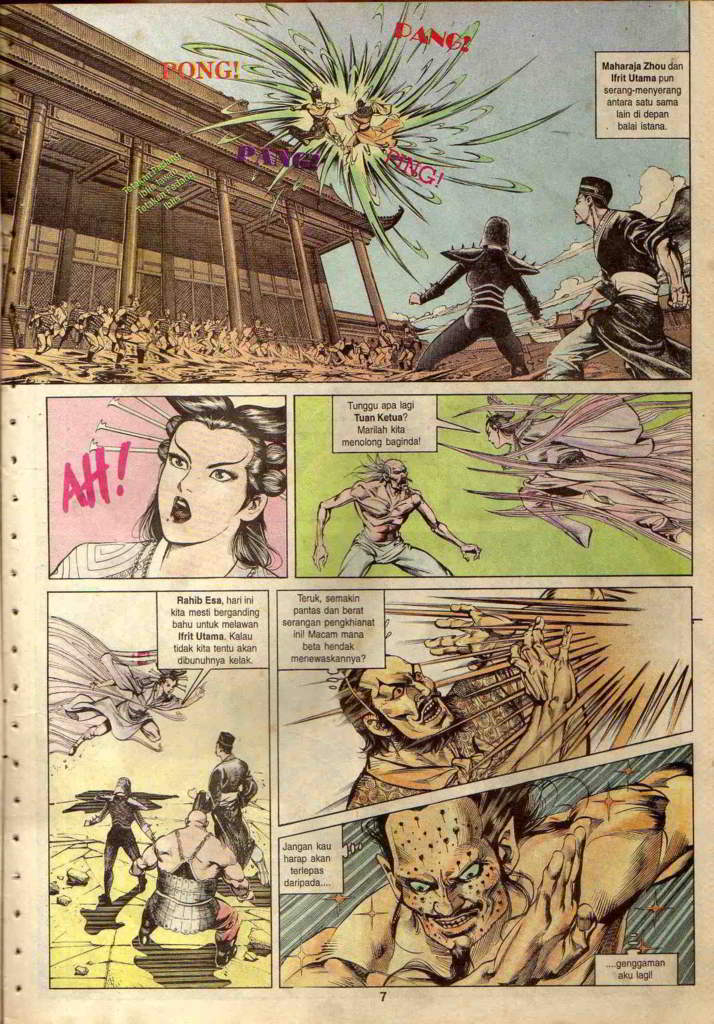 PONG!
PANG!
PANG!
PING!
Maharaja Zhou dan
Ifrit Utama pun
serang-menyerang
antara satu sama
lain di depan
balai istana.
AH!
Tunggu apa lagi
Tuan Ketua?
Marilah kita
menolong baginda!
Rahib Esa, hari ini
kita mesti berganding
bahu untuk melawan
Ifrit Utama. Kalau
tidak kita tentu akan
dibunuhnya kelak.
Teruk, semakin
pantas dan berat
serangan pengkhianat
ini! Macam mana
beta hendak
menewaskannya?
Jangan kau
harap akan
terlepas
daripada....
....genggaman
aku lagi!
7